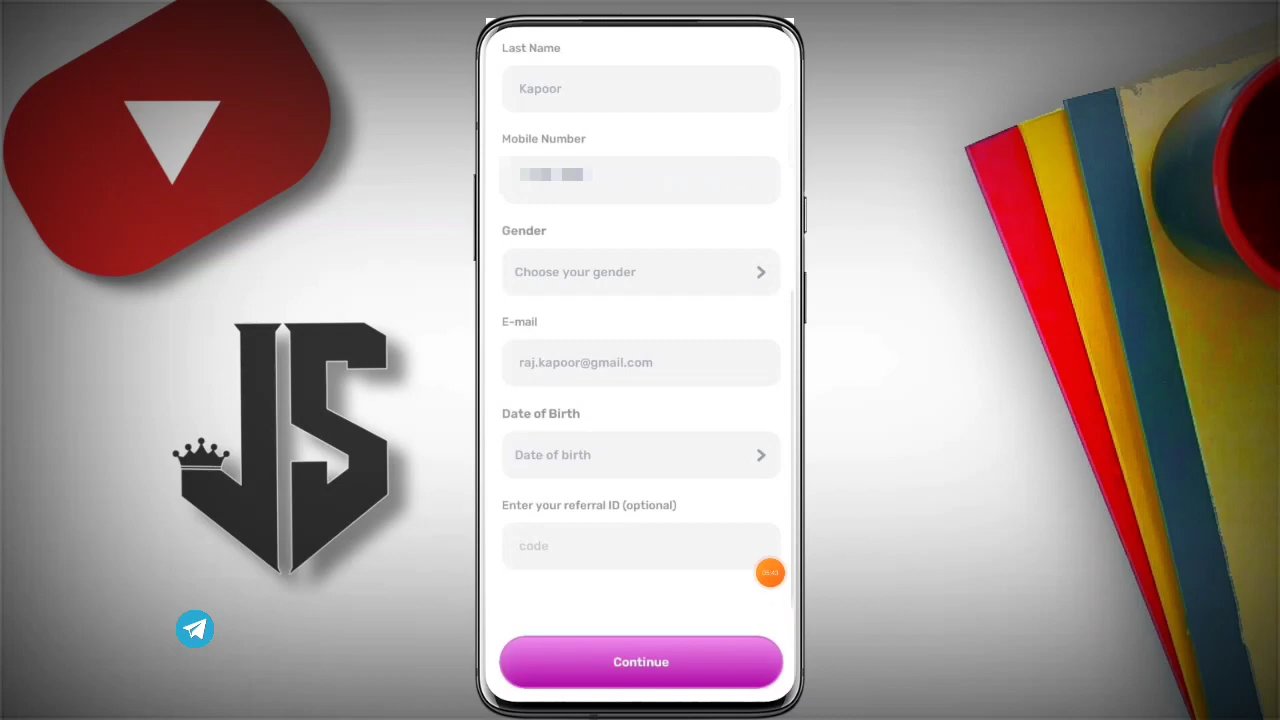 Last Name
Kapoor
Mobile Number
Gender
Choose your gender
E-mail
raj.kapoor@gmail.com
Date of Birth
Date of birth
Enter your referral ID (optional)
code
Continue
JS